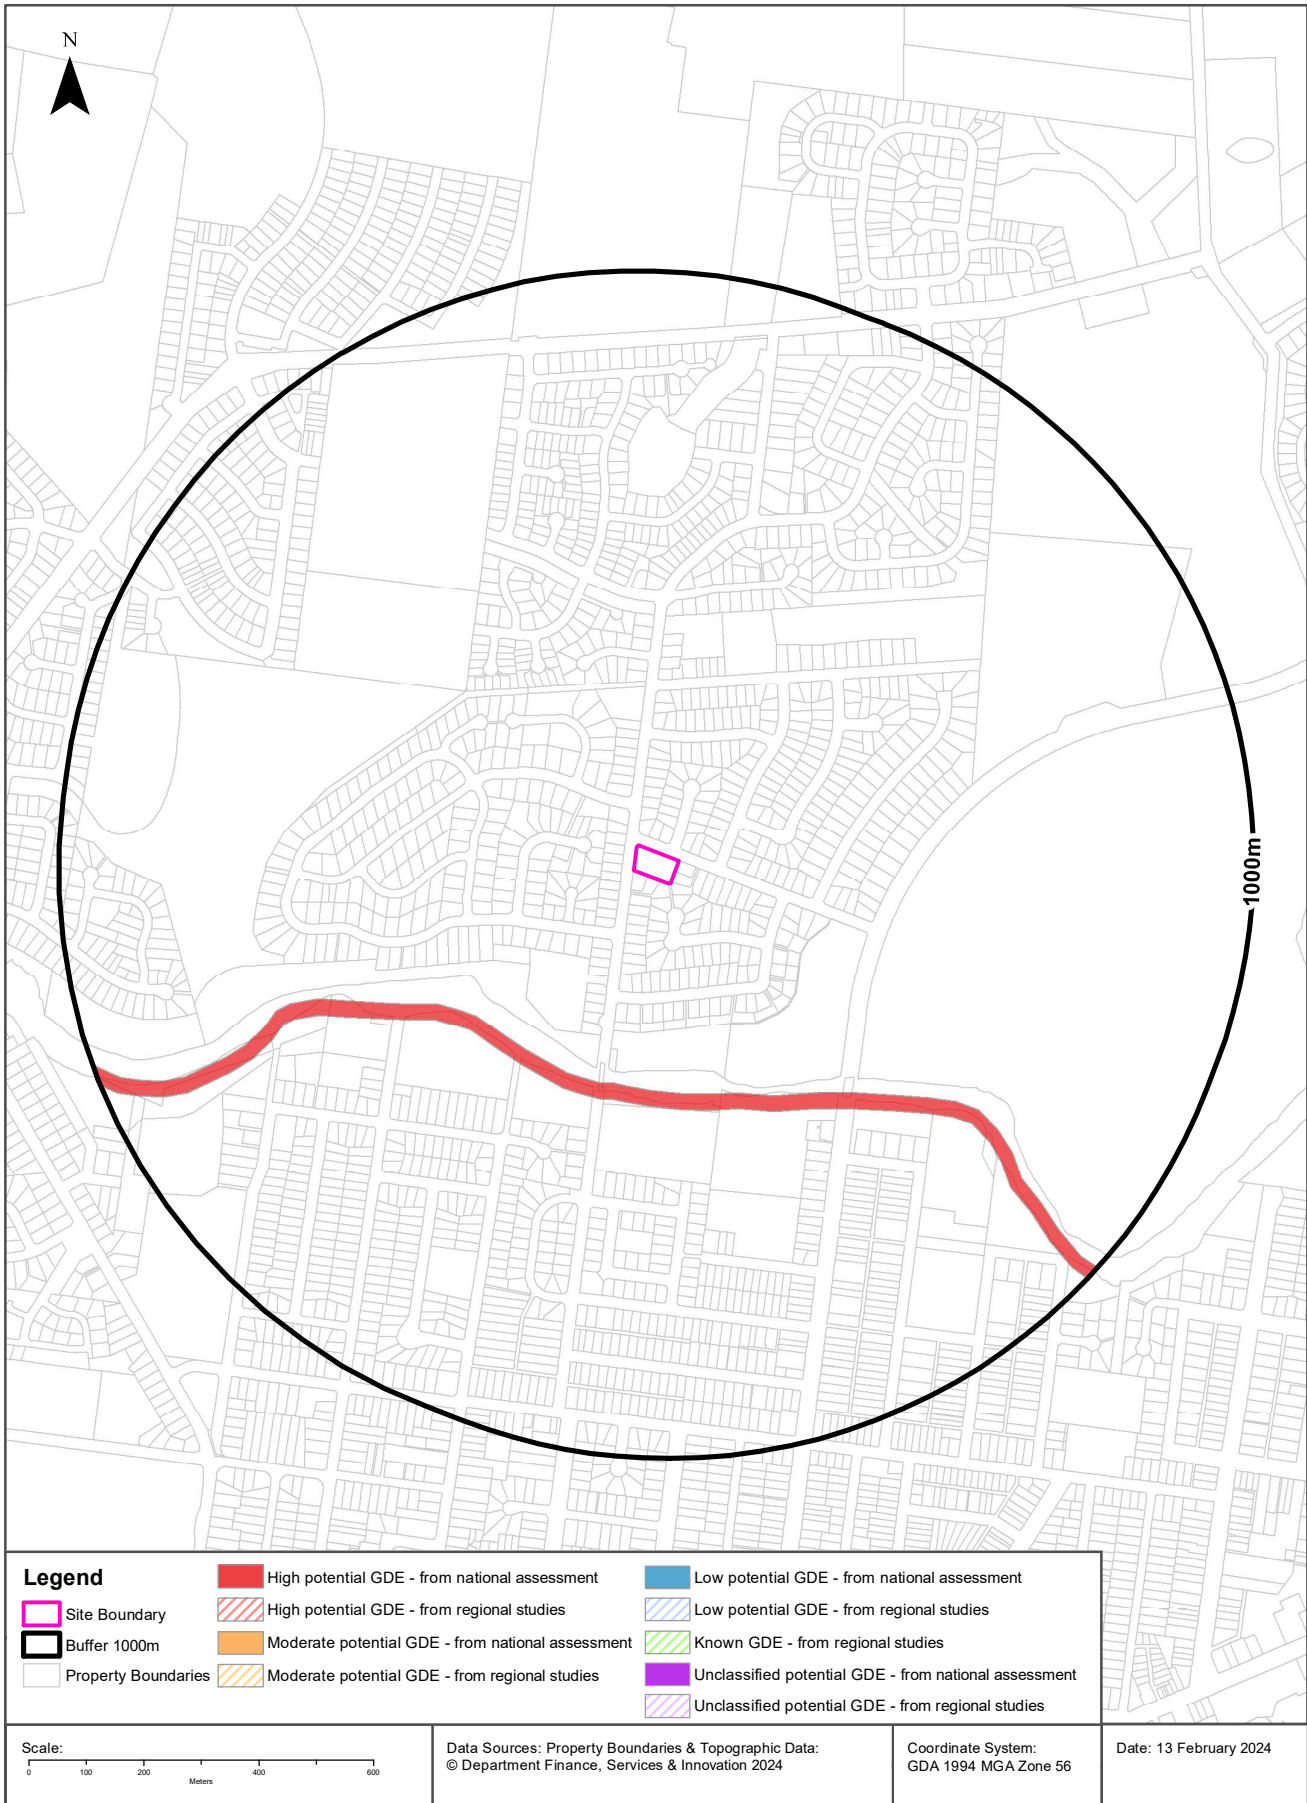 N
1000m
Legend
Site Boundary
Buffer 1000m
Property Boundaries
High potential GDE - from national assessment
High potential GDE - from regional studies
Moderate potential GDE - from national assessment
Moderate potential GDE - from regional studies
Low potential GDE - from national assessment
Low potential GDE - from regional studies
Known GDE - from regional studies
Unclassified potential GDE - from national assessment
Unclassified potential GDE - from regional studies
Scale:
0 100 200 400 600
Meters
Data Sources: Property Boundaries & Topographic Data:
© Department Finance, Services & Innovation 2024
Coordinate System:
GDA 1994 MGA Zone 56
Date: 13 February 2024